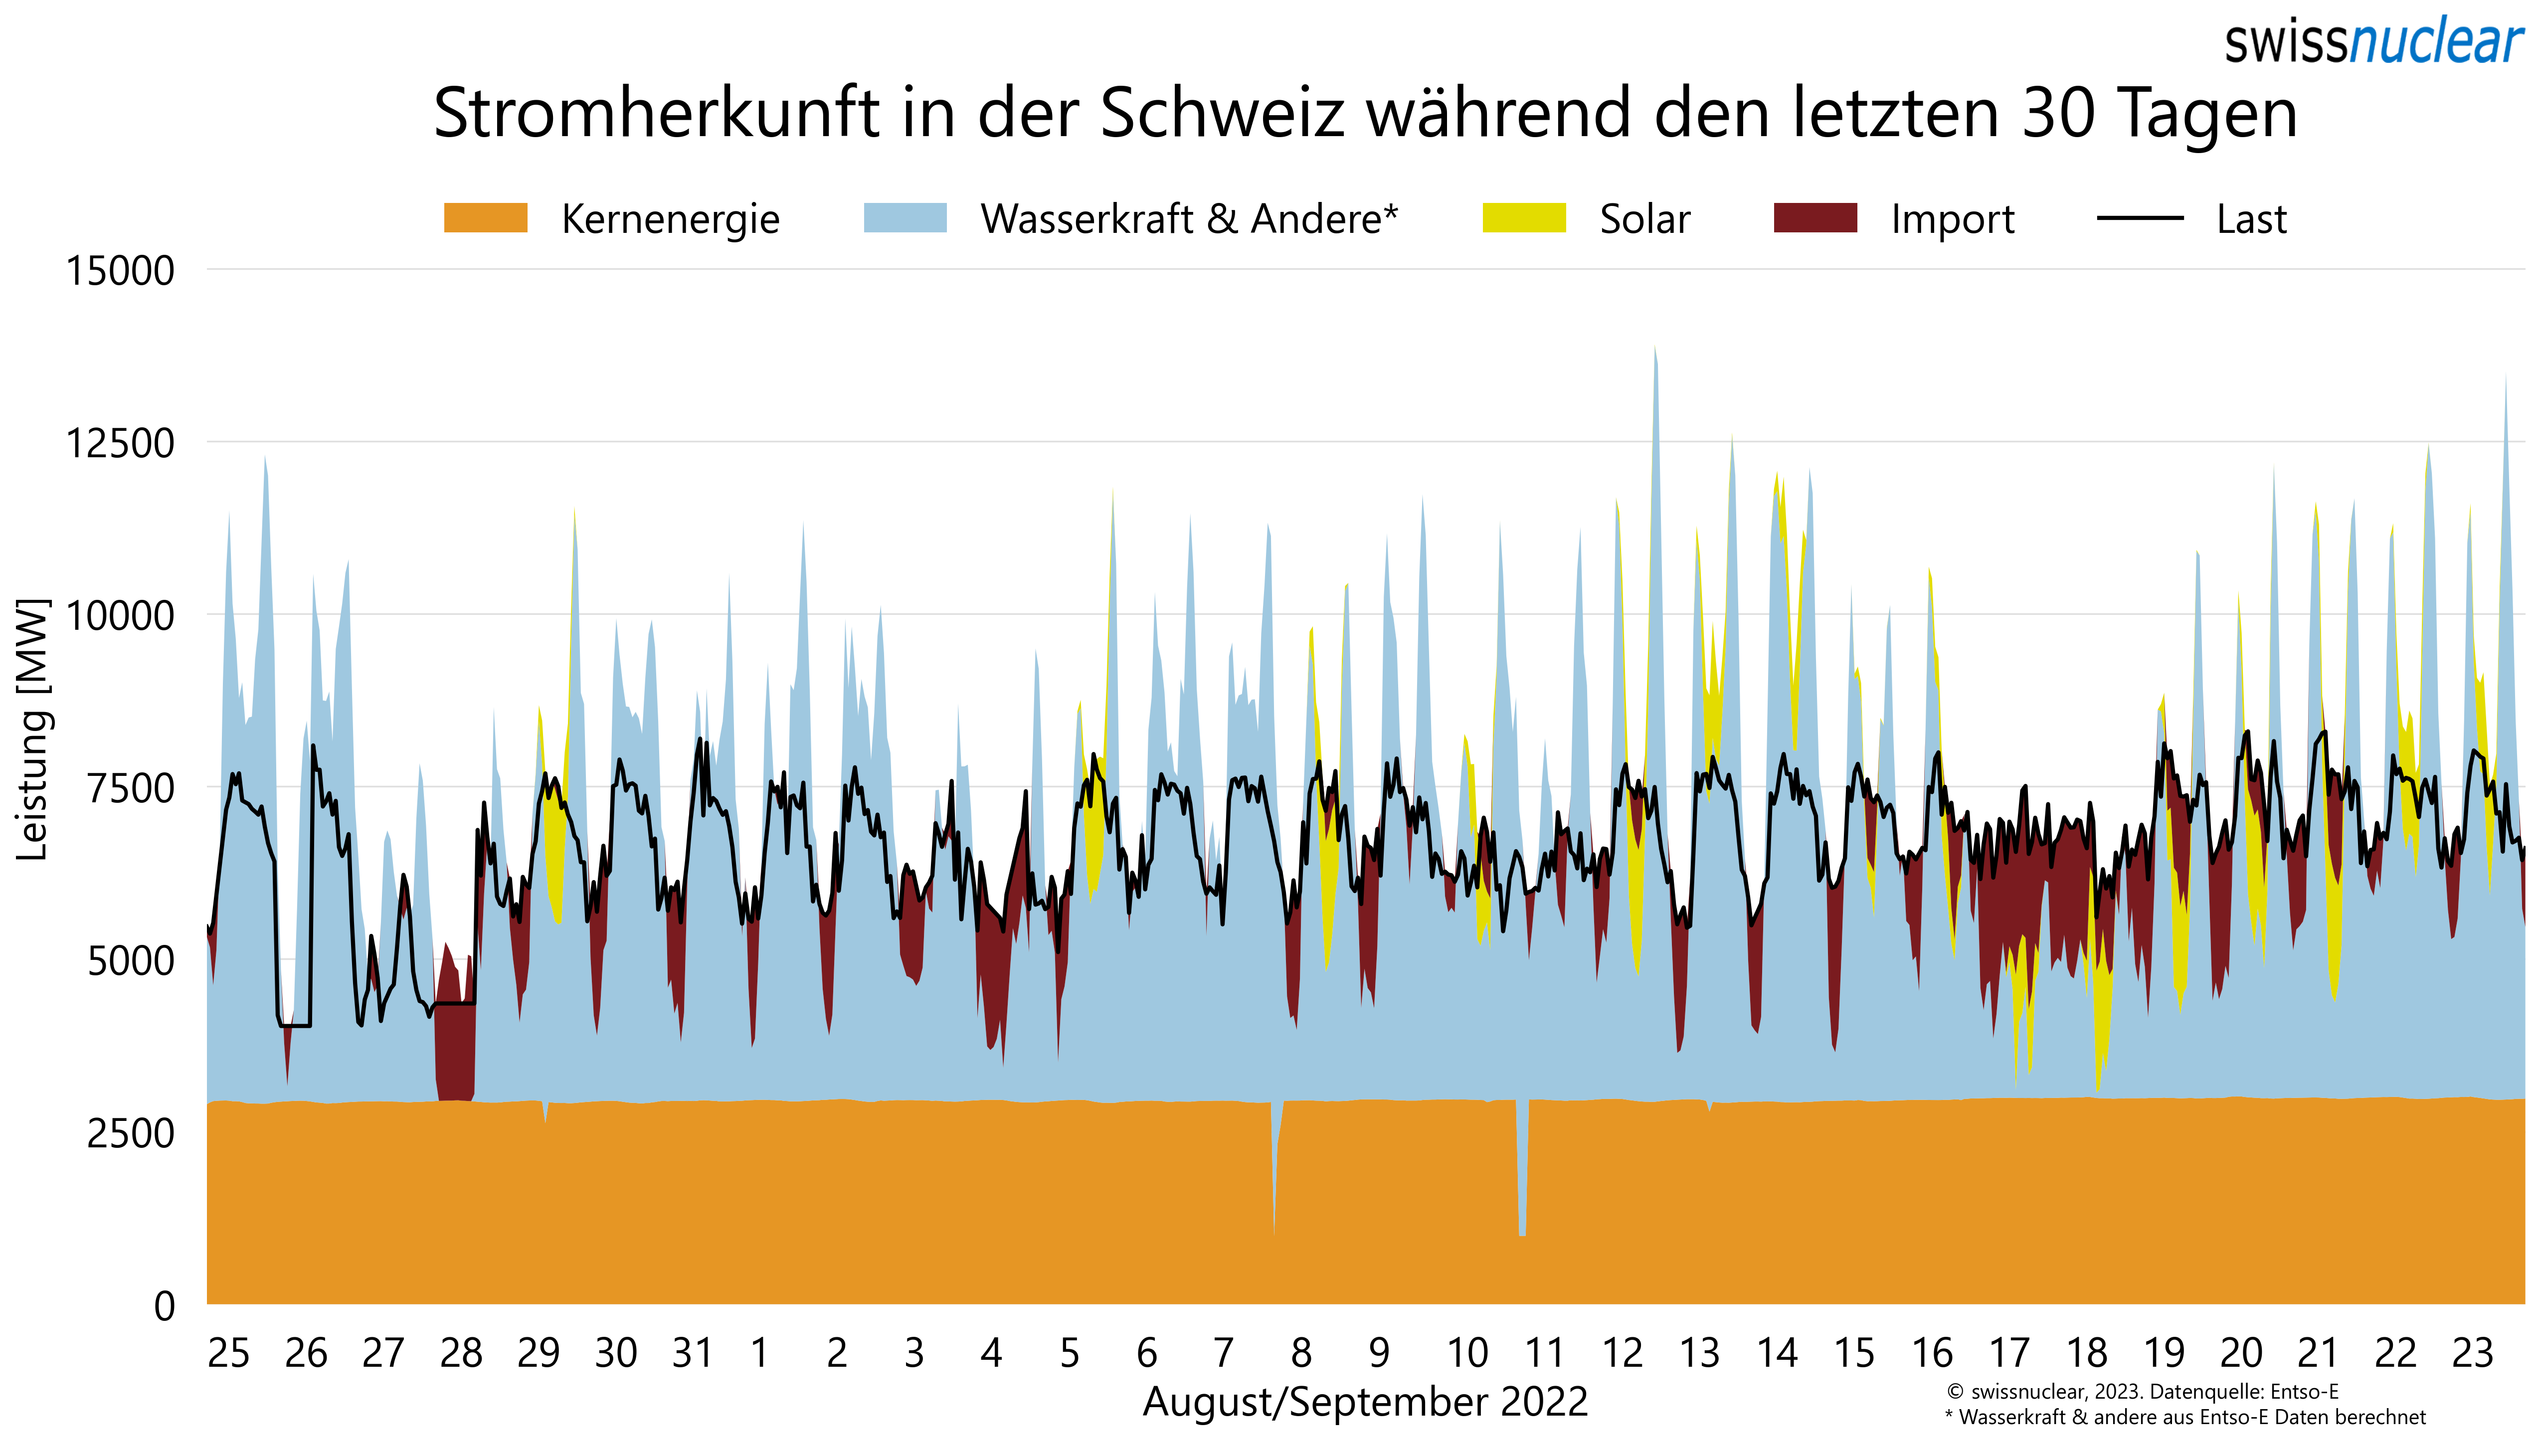 swissnuclear
Stromherkunft in der Schweiz während den letzten 30 Tagen
Kernenergie Wasserkraft & Andere* Solar Import Last
Leistung [MW]
15000
12500
10000
7500
5000
2500
0
25 26 27 28 29 30 31 1 2 3 4 5 6 7 8 9 10 11 12 13 14 15 16 17 18 19 20 21 22 23
August/September 2022
© swissnuclear, 2023. Datenquelle: Entso-E
* Wasserkraft & andere aus Entso-E Daten berechnet